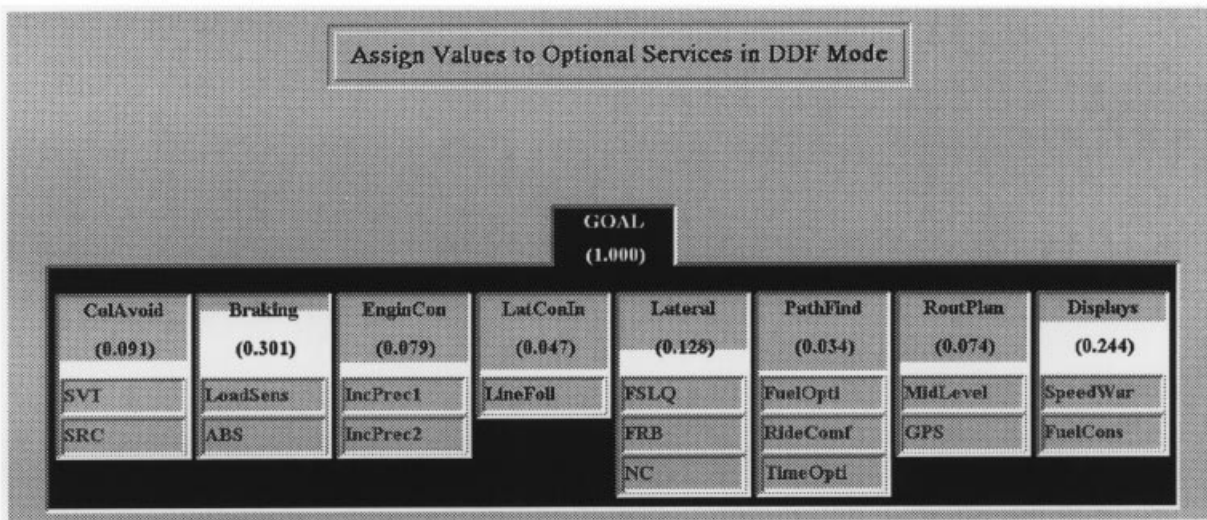 Assign Values to Optional Services in DDF Mode
GOAL
(1.000)
ColAvoid Braking EnginCon LatConIn Lateral PathFind RoutPlan Displays
(0.091) (0.301) (0.079) (0.047) (0.128) (0.034) (0.074) (0.244)
SVT LoadSens IncPrec1 LineFoll FSLQ FuelOpti MidLevel SpeedWar
SRC ABS IncPrec2 FRB RideComf GPS FuelCons
NC TimeOpti